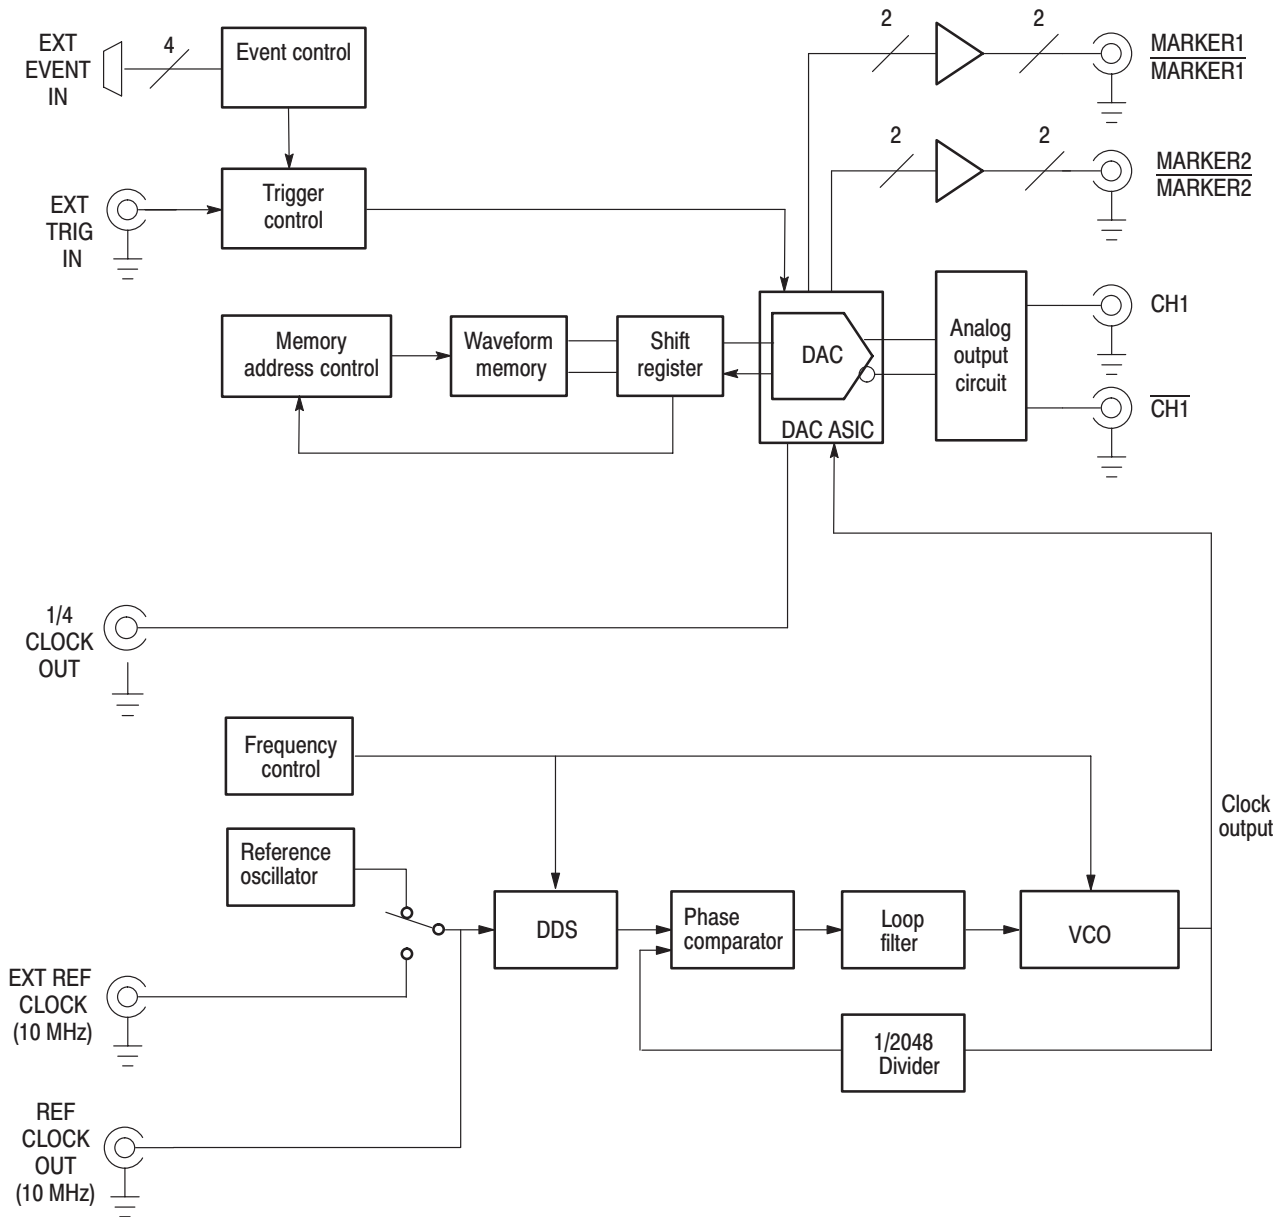 EXT
EVENT
IN
4
Event control
2
2
MARKER1
MARKER1
2
2
MARKER2
MARKER2
EXT
TRIG
IN
Trigger
control
Memory
address control
Waveform
memory
Shift
register
DAC
DAC ASIC
Analog
output
circuit
CH1
CH1
1/4
CLOCK
OUT
Frequency
control
Clock
output
Reference
oscillator
DDS
Phase
comparator
Loop
filter
VCO
EXT REF
CLOCK
(10 MHz)
1/2048
Divider
REF
CLOCK
OUT
(10 MHz)